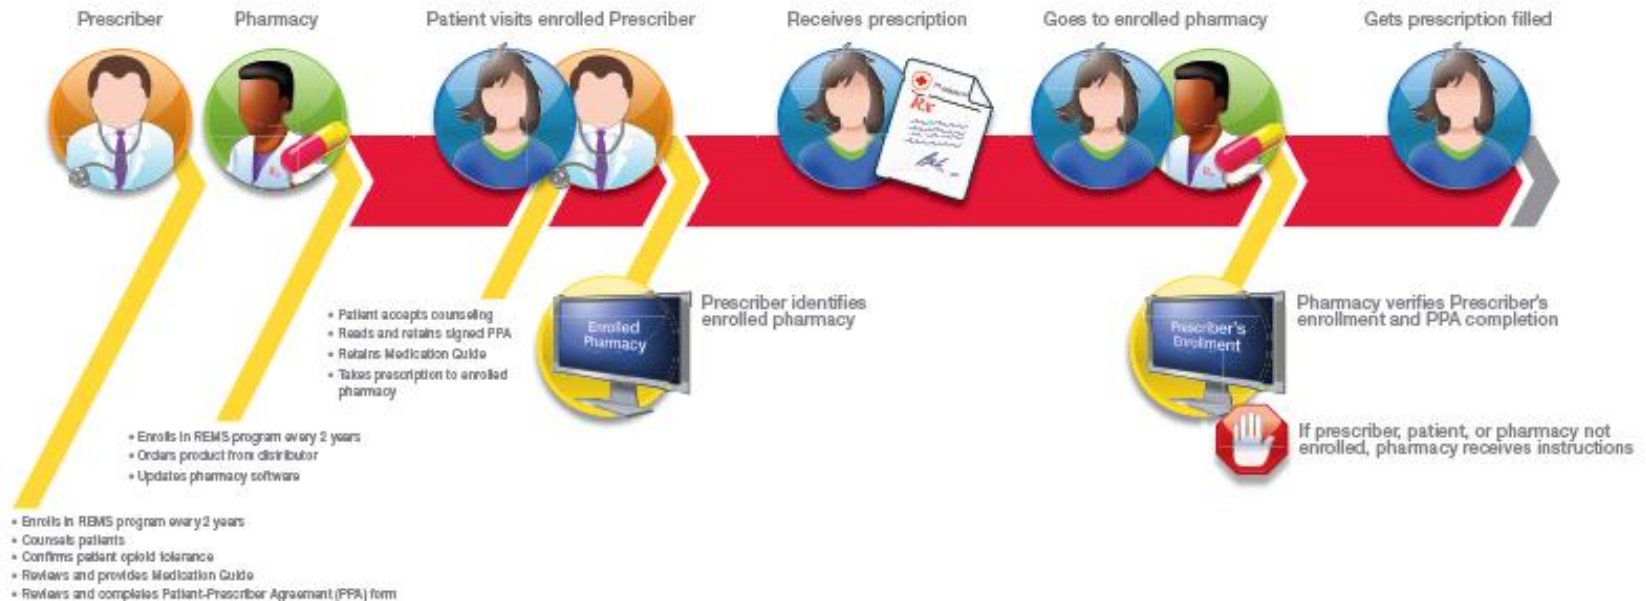 Prescriber
Pharmacy
Patient visits enrolled Prescriber
Receives prescription
Goes to enrolled pharmacy
Gets prescription filled
Rx
Rx
Rx
Enrolled
Pharmacy
Prescriber identifies
enrolled pharmacy
Prescriber's
Enrollment
Pharmacy verifies Prescriber's
enrollment and PPA completion
If prescriber, patient, or pharmacy not
enrolled, pharmacy receives instructions
• Patient accepts counseling
• Reads and retains signed PPA
• Retains Medication Guide
• Takes prescription to enrolled
pharmacy
• Enrolls in REMS program every 2 years
• Orders product from distributor
• Updates pharmacy software
• Enrolls in REMS program every 2 years
• Counsels patients
• Confirms patient opioid tolerance
• Reviews and provides Medication Guide
• Reviews and completes Patient-Prescriber Agreement (PPA) form